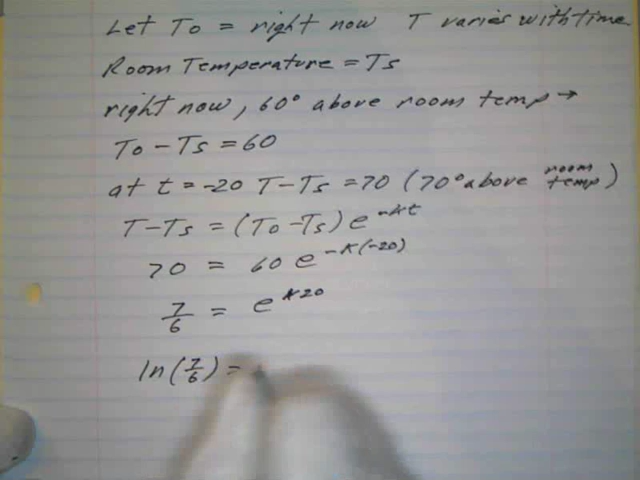 Let To = right now T varies with time
Room Temperature = Ts
right now, 60° above room temp →
To - Ts = 60
at t = -20 T - Ts = 70 (70° above room temp)
T - Ts = (To - Ts) e^-kt
70 = 60 e^-k(-20)
7/6 = e^k20
ln(7/6) =